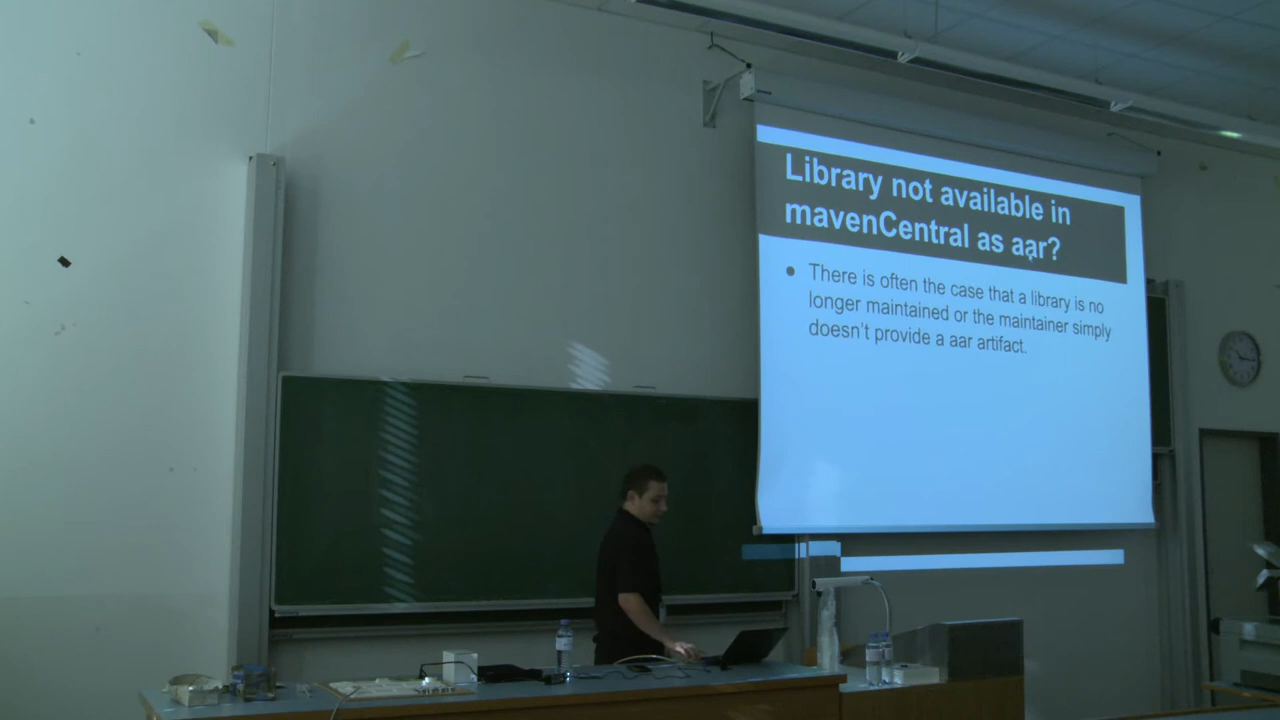 Library not available in
mavenCentral as aar?
• There is often the case that a library is no
longer maintained or the maintainer simply
doesn't provide a aar artifact.